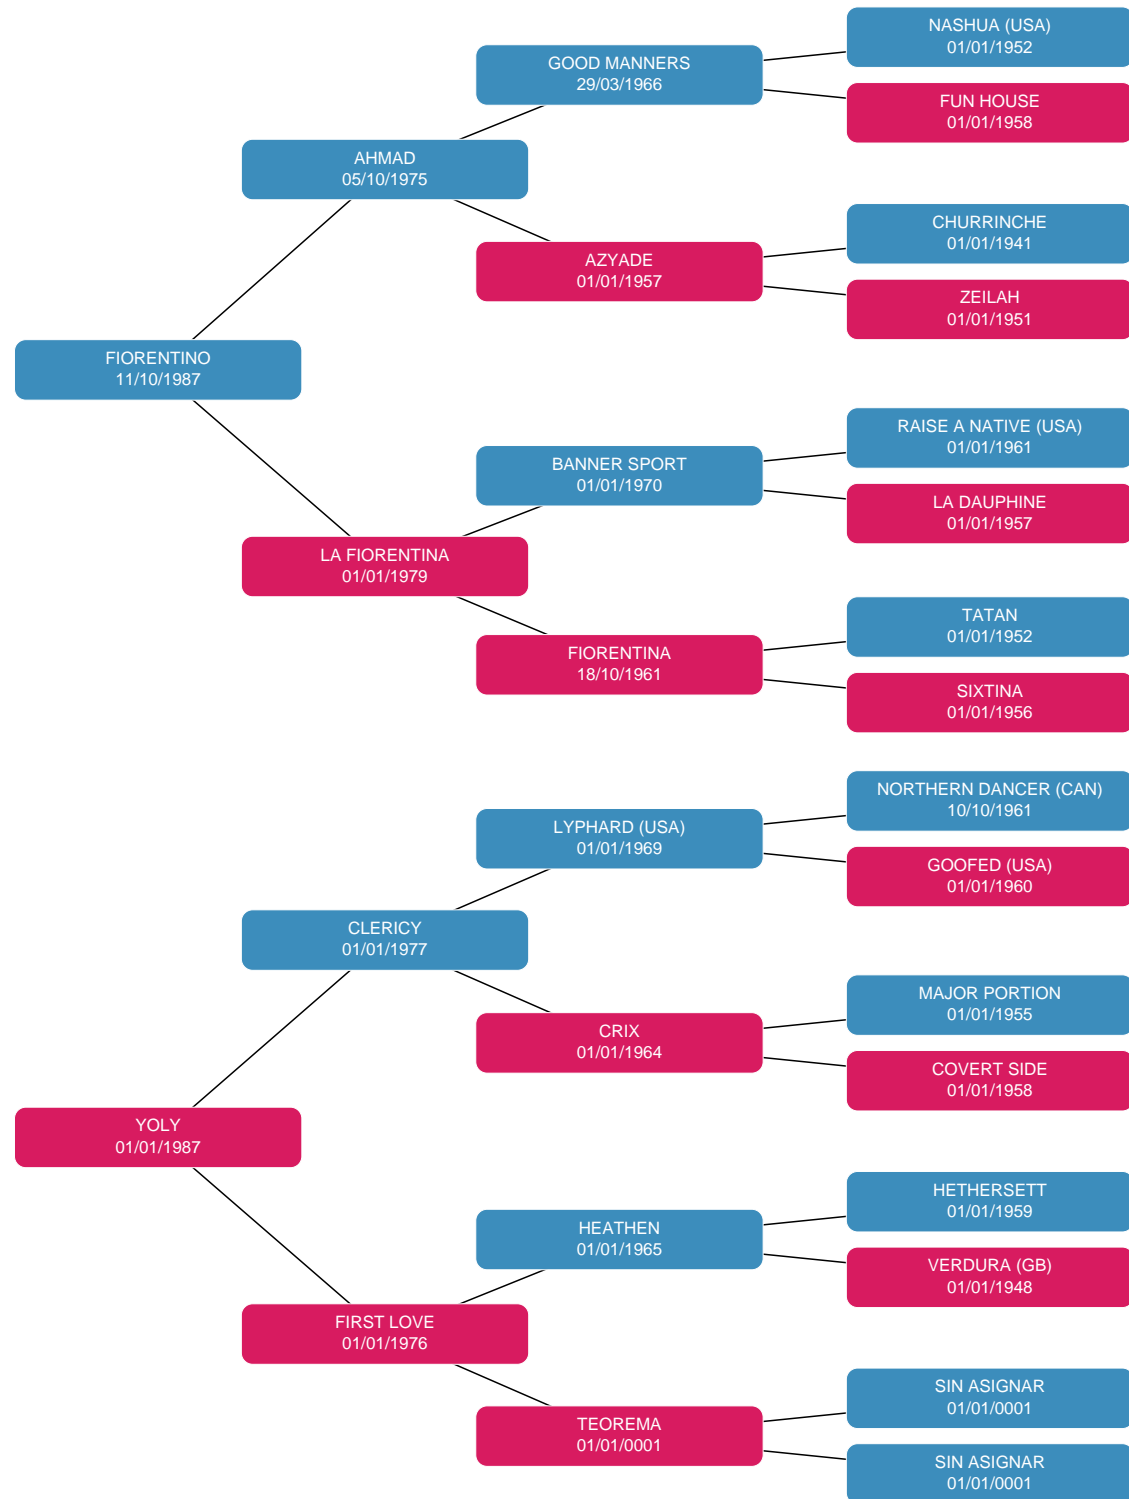 NASHUA (USA)
01/01/1952
GOOD MANNERS
29/03/1966
FUN HOUSE
01/01/1958
AHMAD
05/10/1975
CHURRINCHE
01/01/1941
AZYADE
01/01/1957
ZEILAH
01/01/1951
FIORENTINO
11/10/1987
RAISE A NATIVE (USA)
01/01/1961
BANNER SPORT
01/01/1970
LA DAUPHINE
01/01/1957
LA FIORENTINA
01/01/1979
TATAN
01/01/1952
FIORENTINA
18/10/1961
SIXTINA
01/01/1956
NORTHERN DANCER (CAN)
10/10/1961
LYPHARD (USA)
01/01/1969
GOOFED (USA)
01/01/1960
CLERICY
01/01/1977
MAJOR PORTION
01/01/1955
CRIX
01/01/1964
COVERT SIDE
01/01/1958
YOLY
01/01/1987
HETHERSETT
01/01/1959
HEATHEN
01/01/1965
VERDURA (GB)
01/01/1948
FIRST LOVE
01/01/1976
SIN ASIGNAR
01/01/0001
TEOREMA
01/01/0001
SIN ASIGNAR
01/01/0001